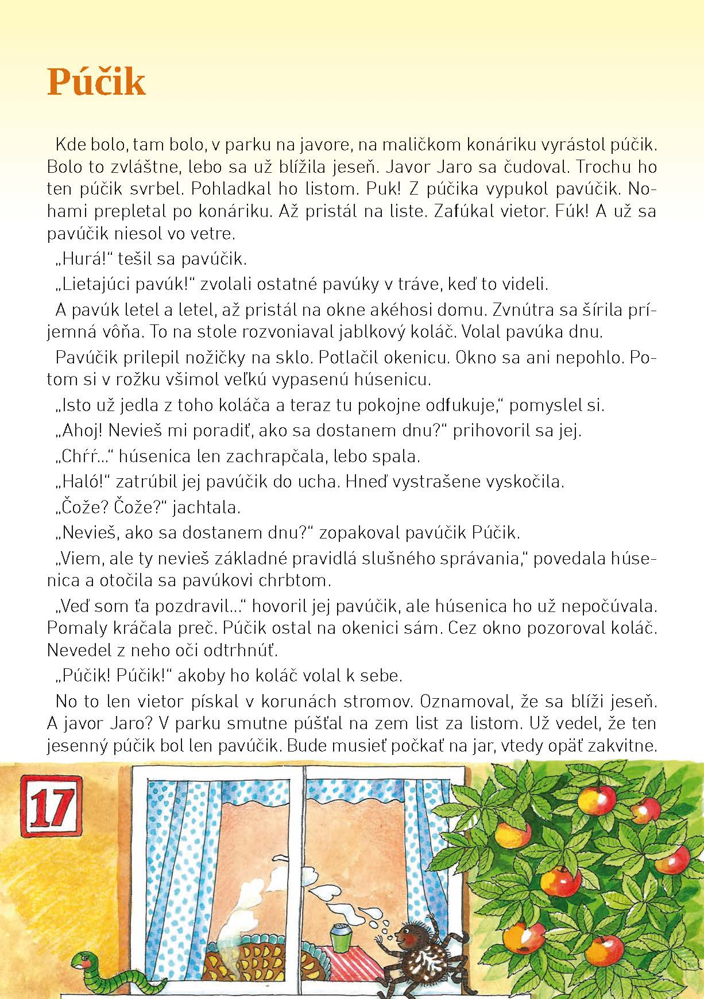 Púčik
Kde bolo, tam bolo, v parku na javore, na maličkom konáriku vyrástol púčik.
Bolo to zvláštne, lebo sa už blížila jeseň. Javor Jaro sa čudoval. Trochu ho
ten púčik svrbel. Pohladkal ho listom. Puk! Z púčika vypukol pavúčik. No-
hami prepletal po konáriku. Až pristál na liste. Zafúkal vietor. Fúk! A už sa
pavúčik niesol vo vetre.
„Hurá!“ tešil sa pavúčik.
„Lietajúci pavúk!“ zvolali ostatné pavúky v tráve, keď to videli.
A pavúk letel a letel, až pristál na okne akéhosi domu. Zvnútra sa šírila prí-
jemná vôňa. To na stole rozvoniaval jablkový koláč. Volal pavúka dnu.
Pavúčik prilepil nožičky na sklo. Potlačil okenicu. Okno sa ani nepohlo. Po-
tom si v rožku všimol veľkú vypasenú húsenicu.
„Isto už jedla z toho koláča a teraz tu pokojne odfukuje,“ pomyslel si.
„Ahoj! Nevieš mi poradiť, ako sa dostanem dnu?“ prihovoril sa jej.
„Chŕŕ...“ húsenica len zachrapčala, lebo spala.
„Haló!“ zatrúbil jej pavúčik do ucha. Hneď vystrašene vyskočila.
„Čože? Čože?“ jachtala.
„Nevieš, ako sa dostanem dnu?“ zopakoval pavúčik Púčik.
„Viem, ale ty nevieš základné pravidlá slušného správania,“ povedala húse-
nica a otočila sa pavúkovi chrbtom.
„Veď som ťa pozdravil...“ hovoril jej pavúčik, ale húsenica ho už nepočúvala.
Pomaly kráčala preč. Púčik ostal na okenici sám. Cez okno pozoroval koláč.
Nevedel z neho oči odtrhnúť.
„Púčik! Púčik!“ akoby ho koláč volal k sebe.
No to len vietor pískal v korunách stromov. Oznamoval, že sa blíži jeseň.
A javor Jaro? V parku smutne púšťal na zem list za listom. Už vedel, že ten
jesenný púčik bol len pavúčik. Bude musieť počkať na jar, vtedy opäť zakvitne.
17